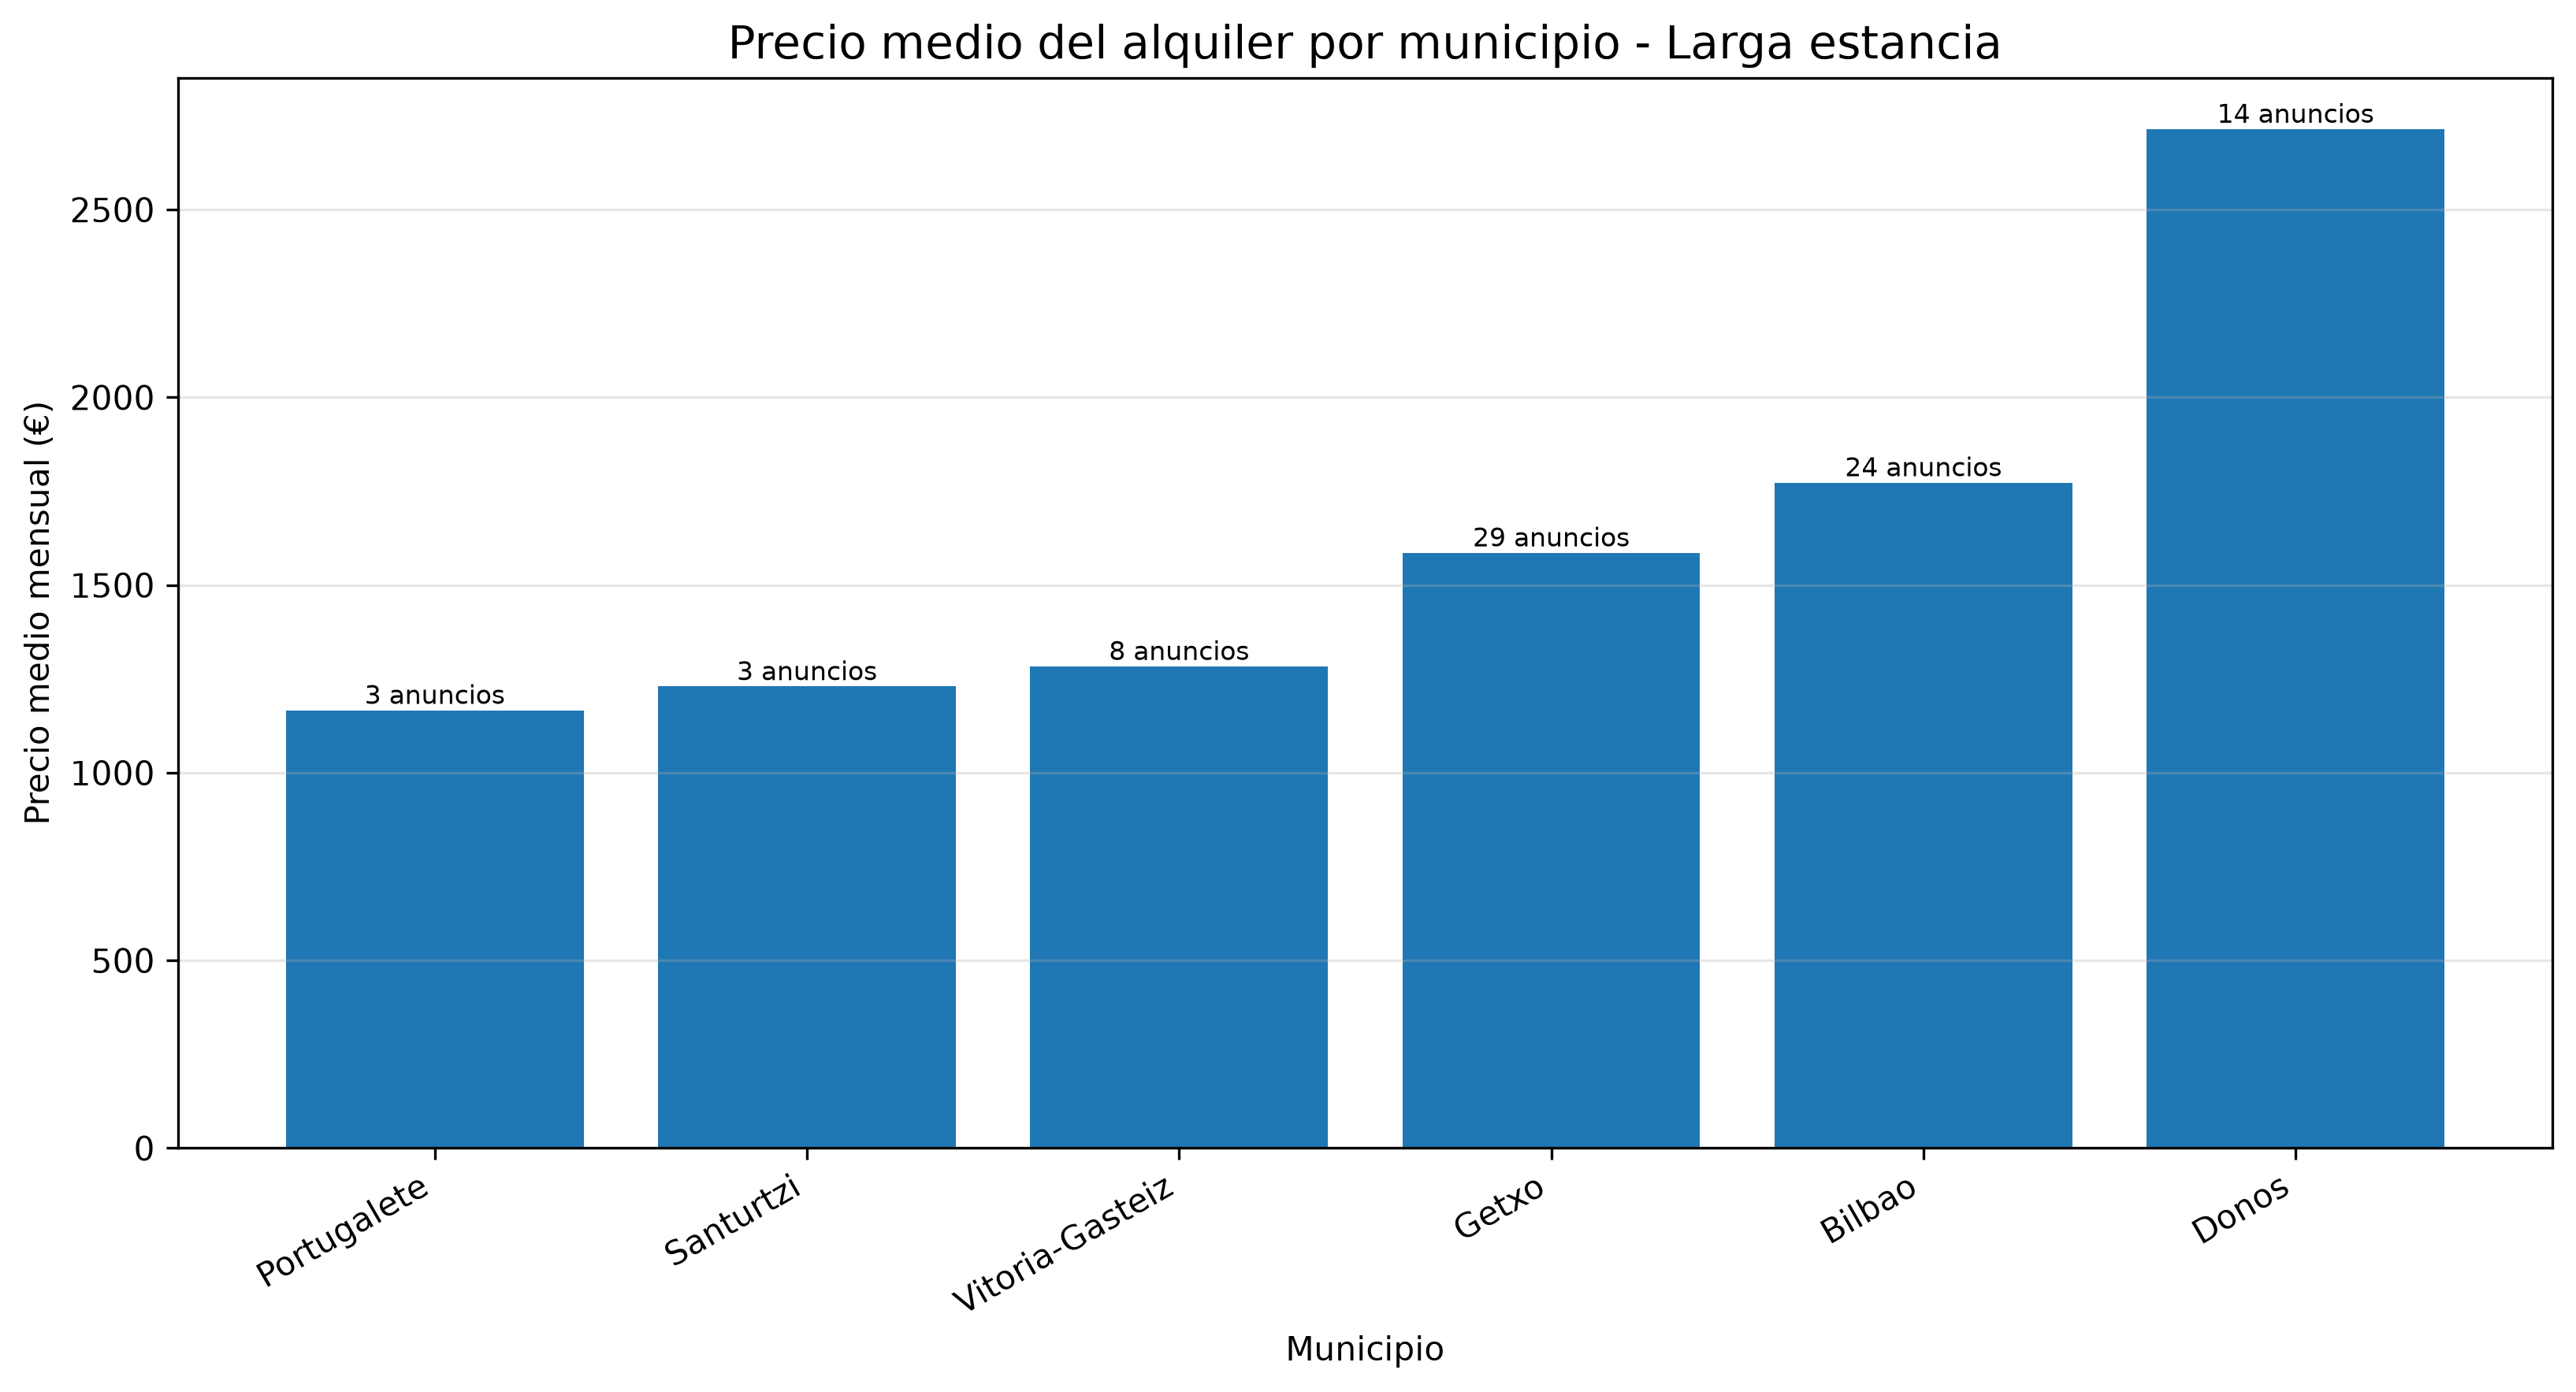 Precio medio del alquiler por municipio - Larga estancia
Precio medio mensual (€)
2500
2000
1500
1000
500
0
3 anuncios
3 anuncios
8 anuncios
29 anuncios
24 anuncios
14 anuncios
Portugalete
Santurtzi
Vitoria-Gasteiz
Getxo
Bilbao
Donos
Municipio